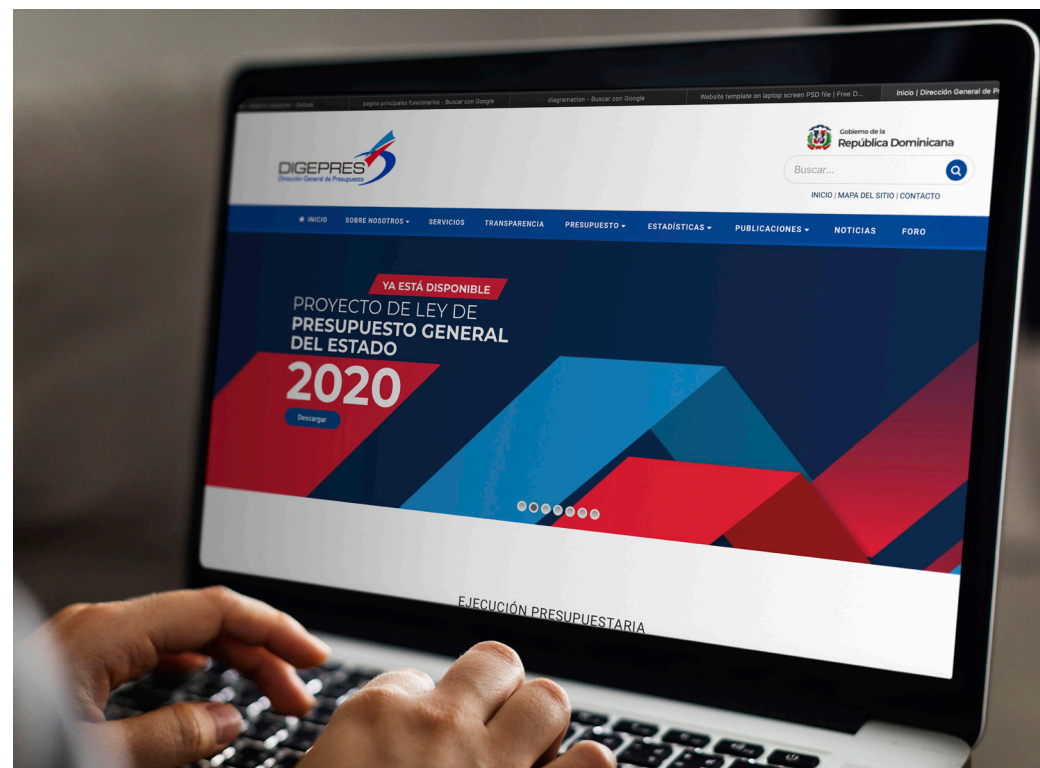 pagina principales funcionarios - Buscar con Google
diagramacion - Buscar con Google
Website template on laptop screen PSD file | Free D...
Inicio | Dirección General de Pr
DIGEPRES
Dirección General de Presupuesto
Gobierno de la
República Dominicana
Buscar...
INICIO | MAPA DEL SITIO | CONTACTO
INICIO SOBRE NOSOTROS SERVICIOS TRANSPARENCIA PRESUPUESTO ESTADÍSTICAS PUBLICACIONES NOTICIAS FORO
YA ESTÁ DISPONIBLE
PROYECTO DE LEY DE
PRESUPUESTO GENERAL
DEL ESTADO
2020
Descargar
EJECUCIÓN PRESUPUESTARIA